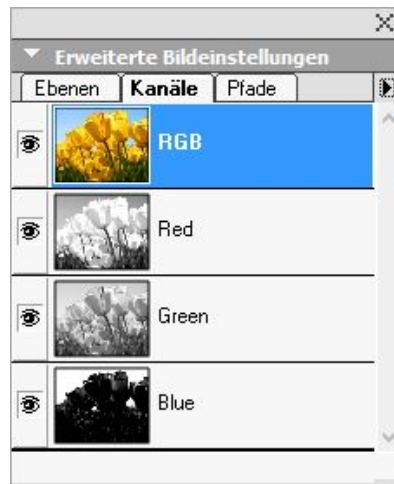 Erweiterte Bildeinstellungen
Ebenen Kanäle Pfade
RGB
Red
Green
Blue